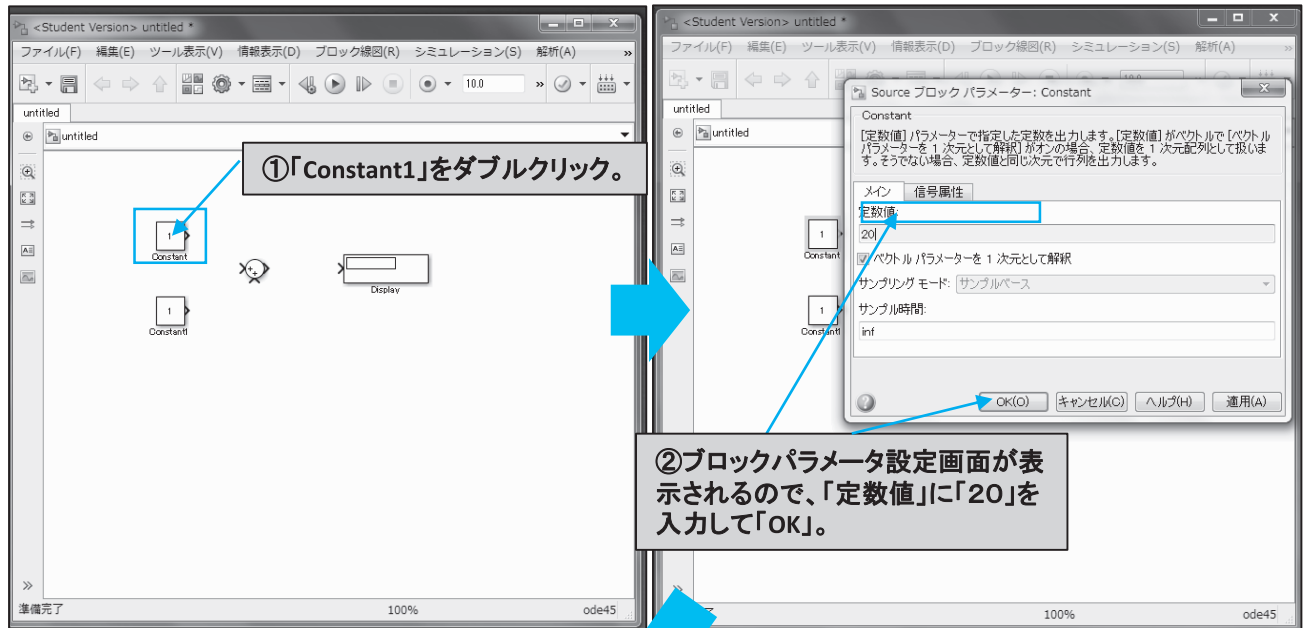 <Student Version> untitled *
ファイル(F) 編集(E) ツール表示(V) 情報表示(D) ブロック線図(R) シミュレーション(S) 解析(A) »
10.0 »
untitled
untitled
①「Constant1」をダブルクリック。
1
Constant
Display
1
Constant1
準備完了 100% ode45
<Student Version> untitled *
ファイル(F) 編集(E) ツール表示(V) 情報表示(D) ブロック線図(R) シミュレーション(S) 解析(A) »
untitled
untitled
1
Constant
1
Constant1
Source ブロック パラメーター: Constant
Constant
[定数値] パラメーターで指定した定数を出力します。[定数値] がベクトルで [ベクトル
パラメーターを 1 次元として解釈] がオンの場合、定数値を 1 次元配列として扱いま
す。そうでない場合、定数値と同じ次元で行列を出力します。
メイン 信号属性
定数値:
20
ベクトル パラメーターを 1 次元として解釈
サンプリング モード: サンプルベース
サンプル時間:
inf
OK(O) キャンセル(C) ヘルプ(H) 適用(A)
②ブロックパラメータ設定画面が表
示されるので、「定数値」に「20」を
入力して「OK」。
了 100% ode45